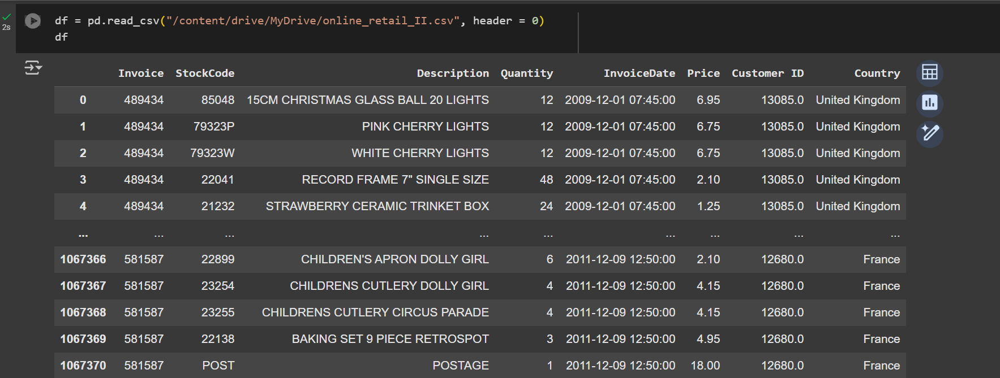 2s
df = pd.read_csv("/content/drive/MyDrive/online_retail_II.csv", header = 0)
df
Invoice StockCode Description Quantity InvoiceDate Price Customer ID Country
0 489434 85048 15CM CHRISTMAS GLASS BALL 20 LIGHTS 12 2009-12-01 07:45:00 6.95 13085.0 United Kingdom
1 489434 79323P PINK CHERRY LIGHTS 12 2009-12-01 07:45:00 6.75 13085.0 United Kingdom
2 489434 79323W WHITE CHERRY LIGHTS 12 2009-12-01 07:45:00 6.75 13085.0 United Kingdom
3 489434 22041 RECORD FRAME 7" SINGLE SIZE 48 2009-12-01 07:45:00 2.10 13085.0 United Kingdom
4 489434 21232 STRAWBERRY CERAMIC TRINKET BOX 24 2009-12-01 07:45:00 1.25 13085.0 United Kingdom
... ... ... ... ... ... ... ... ...
1067366 581587 22899 CHILDREN'S APRON DOLLY GIRL 6 2011-12-09 12:50:00 2.10 12680.0 France
1067367 581587 23254 CHILDRENS CUTLERY DOLLY GIRL 4 2011-12-09 12:50:00 4.15 12680.0 France
1067368 581587 23255 CHILDRENS CUTLERY CIRCUS PARADE 4 2011-12-09 12:50:00 4.15 12680.0 France
1067369 581587 22138 BAKING SET 9 PIECE RETROSPOT 3 2011-12-09 12:50:00 4.95 12680.0 France
1067370 581587 POST POSTAGE 1 2011-12-09 12:50:00 18.00 12680.0 France